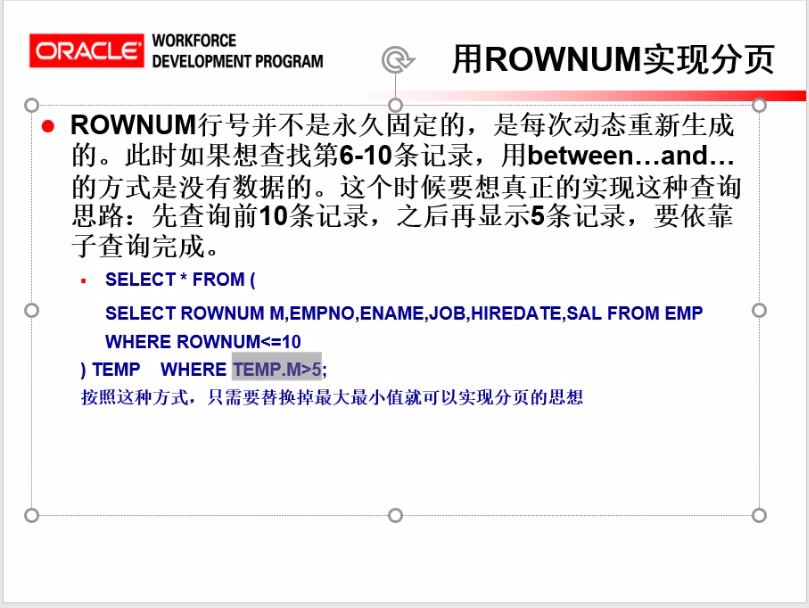 ORACLE WORKFORCE
DEVELOPMENT PROGRAM
用ROWNUM实现分页
ROWNUM行号并不是永久固定的，是每次动态重新生成
的。此时如果想查找第6-10条记录，用between…and…
的方式是没有数据的。这个时候要想真正的实现这种查询
思路：先查询前10条记录，之后再显示5条记录，要依靠
子查询完成。
SELECT * FROM (
SELECT ROWNUM M,EMPNO,ENAME,JOB,HIREDATE,SAL FROM EMP
WHERE ROWNUM<=10
) TEMP WHERE TEMP.M>5;
按照这种方式，只需要替换掉最大最小值就可以实现分页的思想